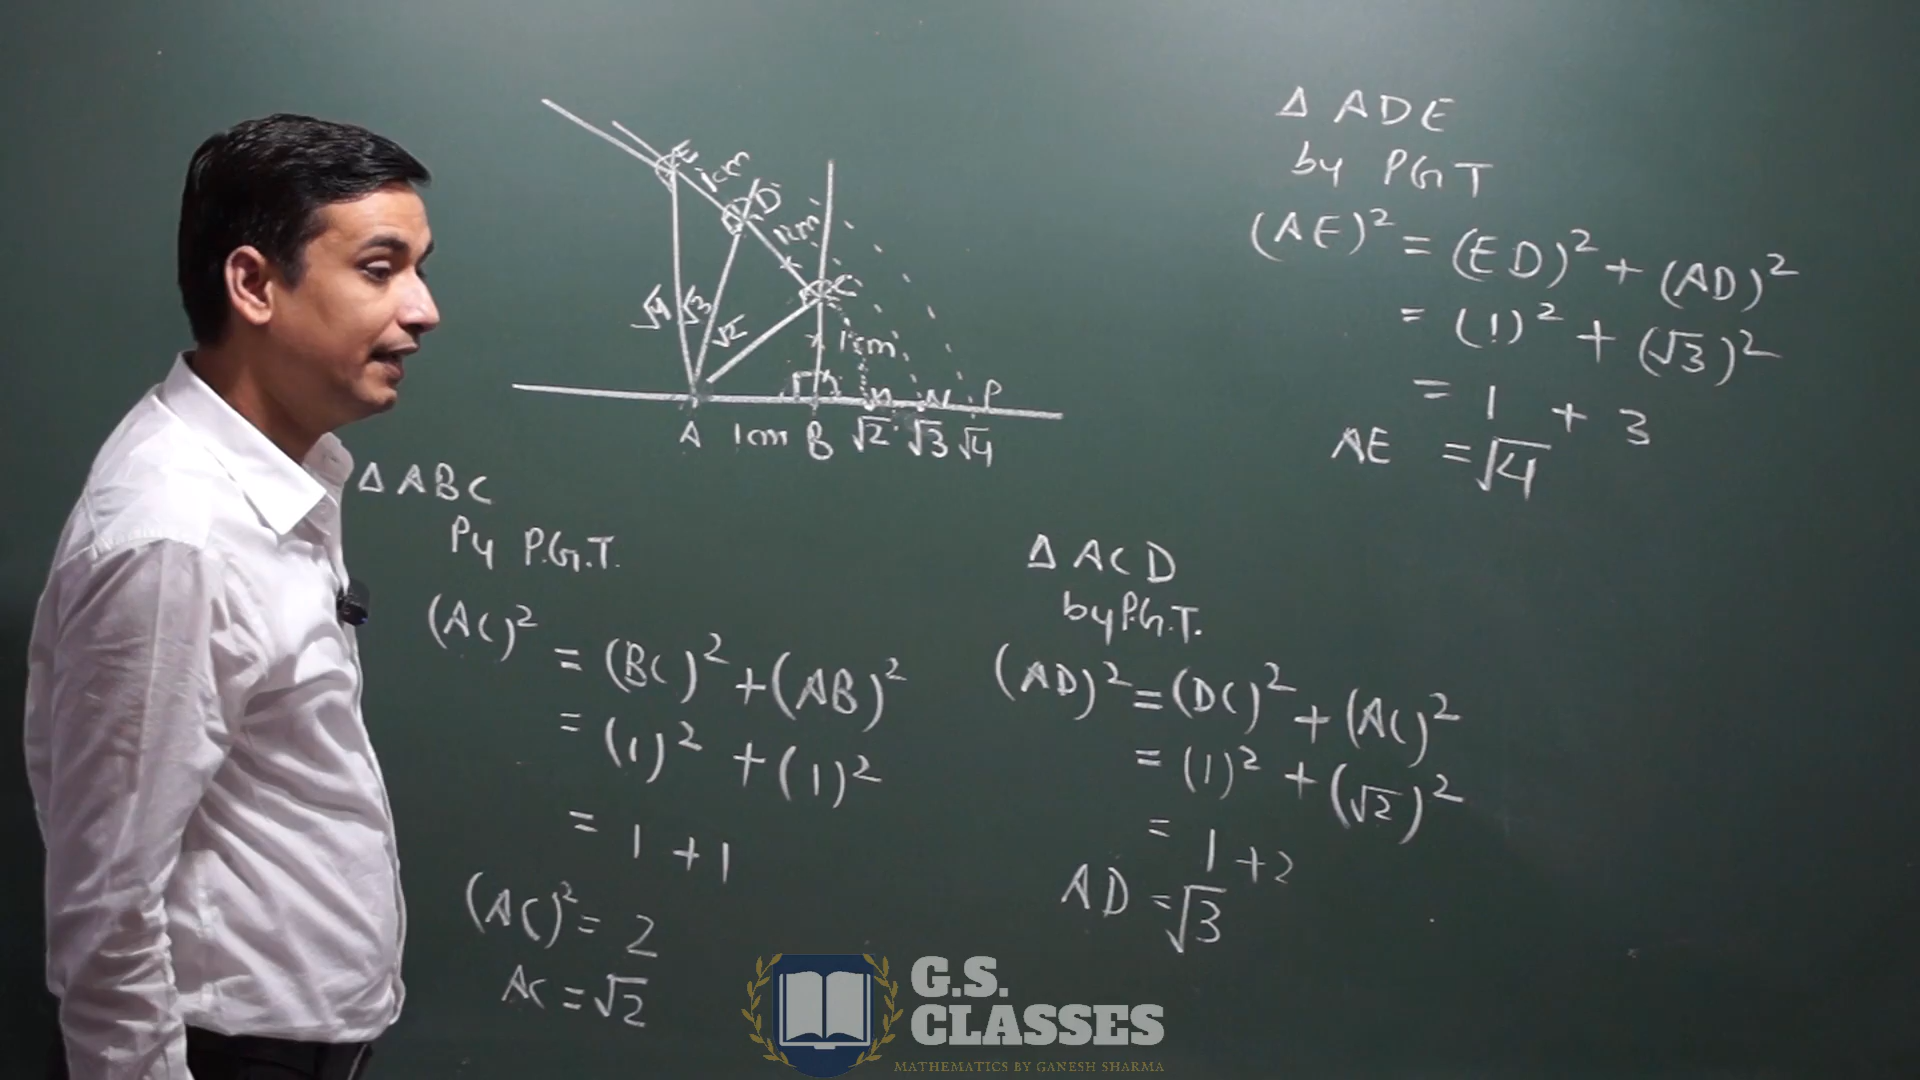 E
1cm
D
1cm
C
√4 √3 √2
1cm
N P
A 1cm B √2 √3 √4
Δ ABC
Py P.G.T.
(AC)² = (BC)² + (AB)²
= (1)² + (1)²
= 1 + 1
(AC)² = 2
AC = √2
Δ ACD
by P.G.T.
(AD)² = (DC)² + (AC)²
= (1)² + (√2)²
= 1 + 2
AD = √3
Δ ADE
by PGT
(AE)² = (ED)² + (AD)²
= (1)² + (√3)²
= 1 + 3
AE = √4
G.S.
CLASSES
MATHEMATICS BY GANESH SHARMA